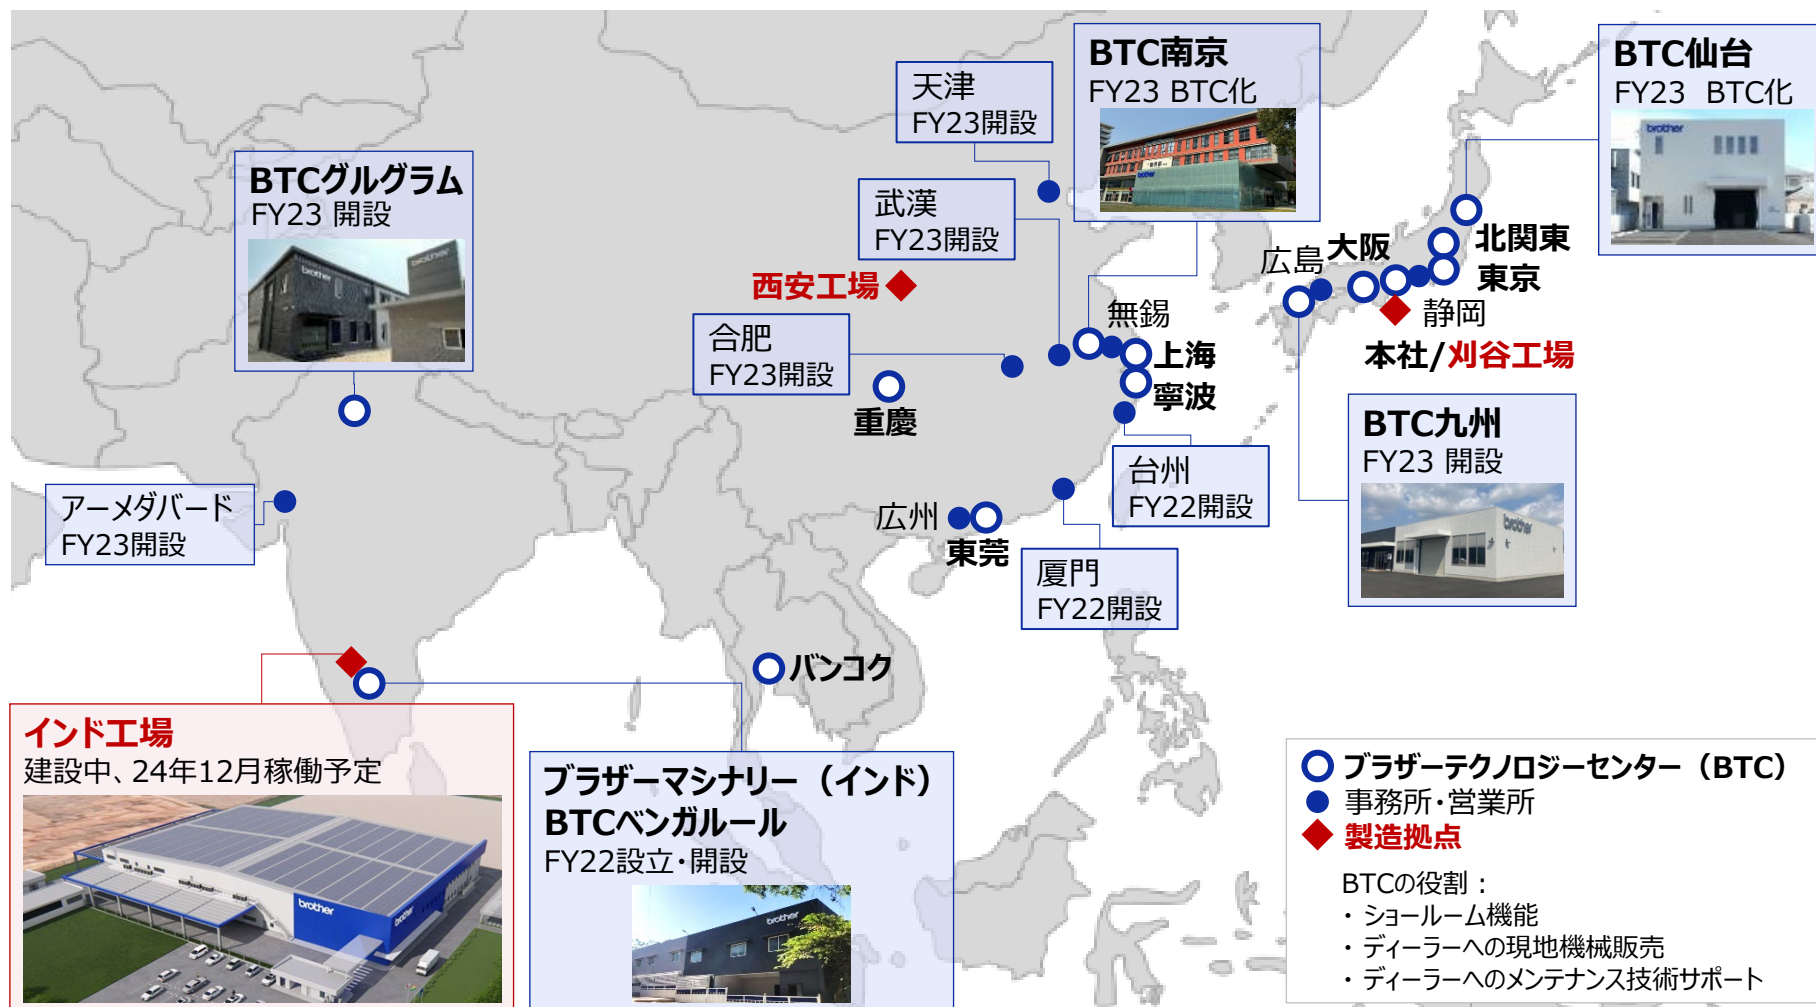 BTC南京
FY23 BTC化
brother
BTC仙台
FY23 BTC化
brother
天津
FY23開設
BTCグルグラム
FY23 開設
brother
brother
武漢
FY23開設
西安工場
広島
大阪
北関東
東京
静岡
本社/刈谷工場
無錫
上海
寧波
合肥
FY23開設
重慶
BTC九州
FY23 開設
brother
台州
FY22開設
アーメダバード
FY23開設
広州
東莞
厦門
FY22開設
バンコク
インド工場
建設中、24年12月稼働予定
brother
brother
ブラザーマシナリー（インド）
BTCベンガルール
FY22設立・開設
brother
ブラザーテクノロジーセンター（BTC）
事務所・営業所
製造拠点
BTCの役割：
・ショールーム機能
・ディーラーへの現地機械販売
・ディーラーへのメンテナンス技術サポート